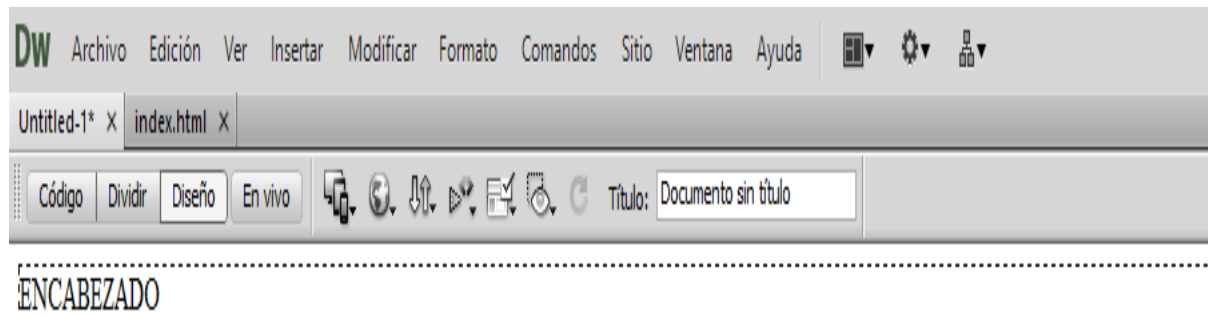 Dw Archivo Edición Ver Insertar Modificar Formato Comandos Sitio Ventana Ayuda
Untitled-1* × index.html ×
Código Dividir Diseño En vivo Título: Documento sin título
ENCABEZADO